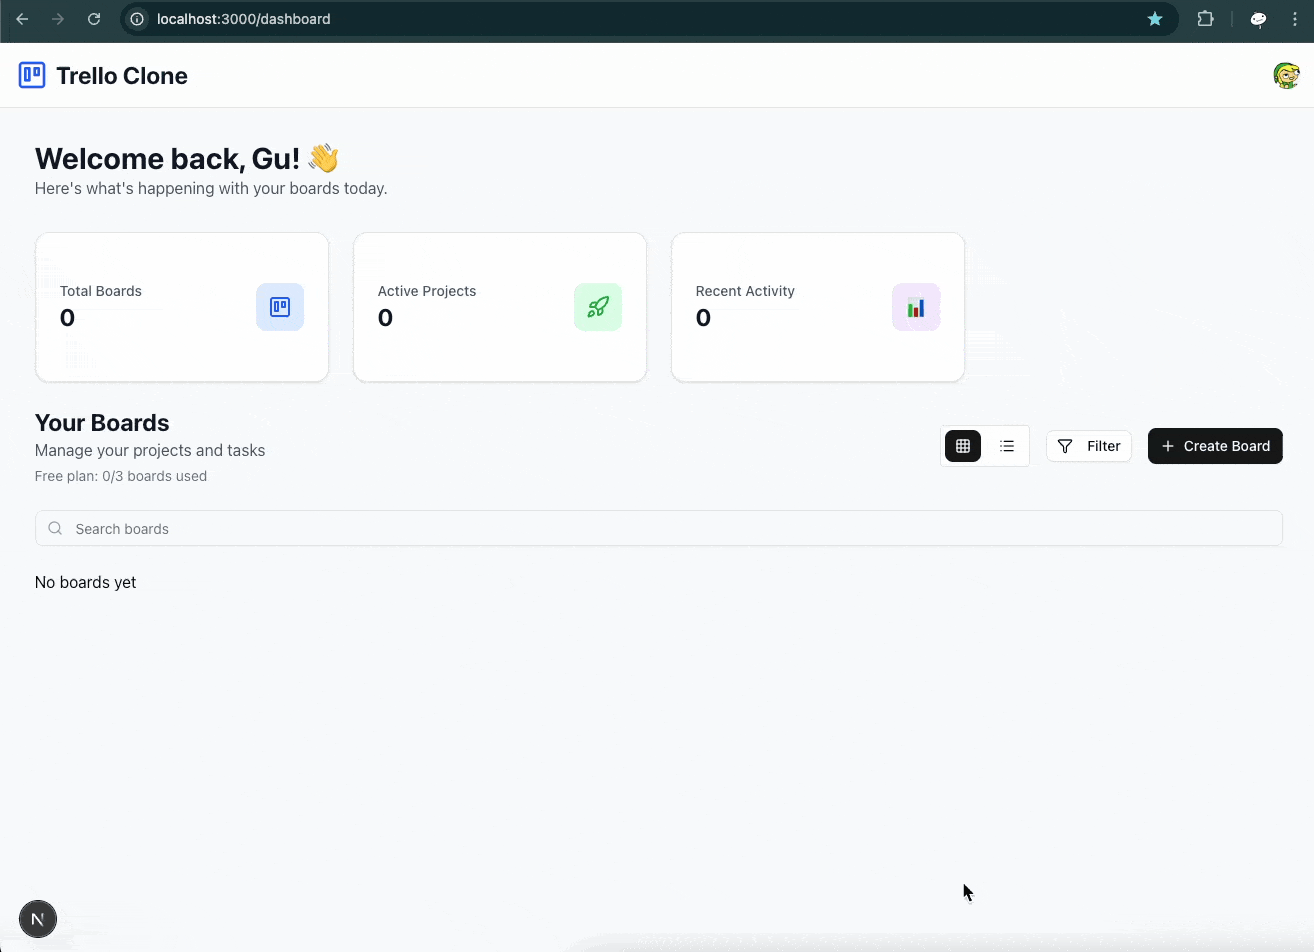 localhost:3000/dashboard
Trello Clone
Welcome back, Gu! 👋
Here's what's happening with your boards today.
Total Boards
0
Active Projects
0
Recent Activity
0
Your Boards
Manage your projects and tasks
Free plan: 0/3 boards used
Filter
Create Board
Search boards
No boards yet
N